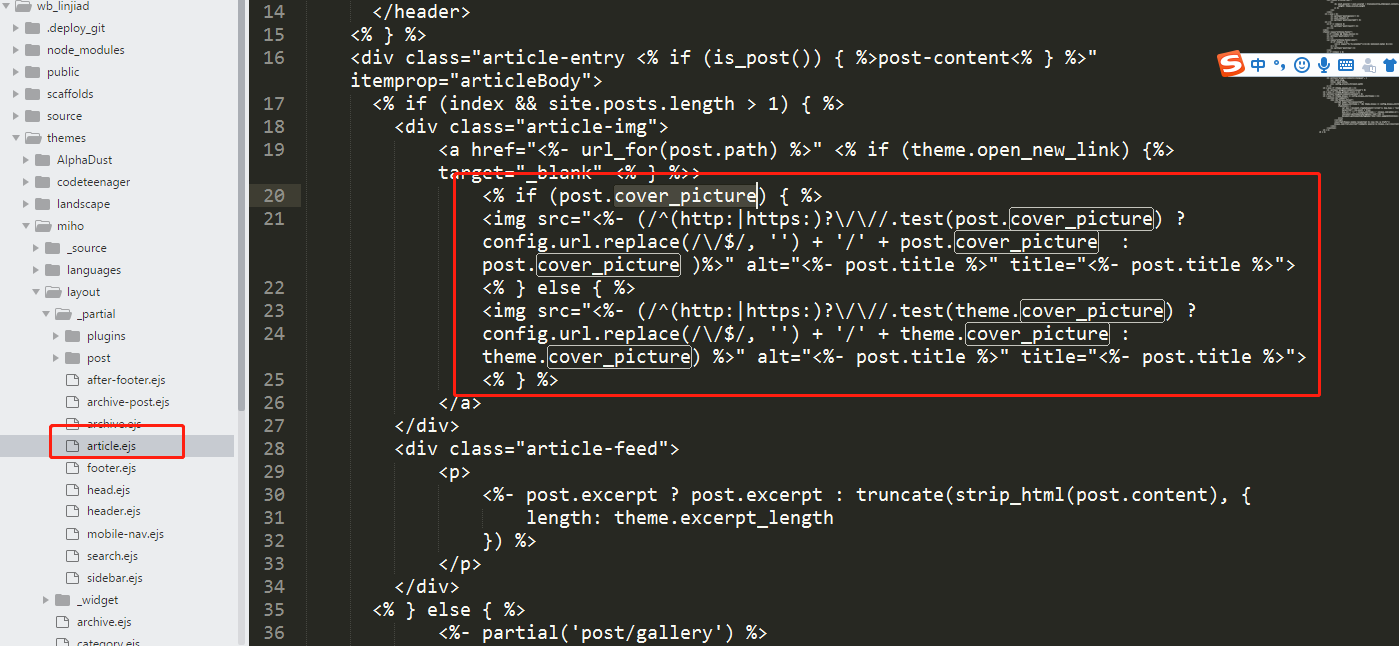 wb_linjiad
.deploy_git
node_modules
public
scaffolds
source
themes
AlphaDust
codeteenager
landscape
miho
_source
languages
layout
_partial
plugins
post
after-footer.ejs
archive-post.ejs
archive.ejs
article.ejs
footer.ejs
head.ejs
header.ejs
mobile-nav.ejs
search.ejs
sidebar.ejs
_widget
archive.ejs
category.ejs
14 </header>
15 <% } %>
16 <div class="article-entry <% if (is_post()) { %>post-content<% } %>"
itemprop="articleBody">
17 <% if (index && site.posts.length > 1) { %>
18 <div class="article-img">
19 <a href="<%- url_for(post.path) %>" <% if (theme.open_new_link) {%>
target="_blank" <% } %>>
20 <% if (post.cover_picture) { %>
21 <img src="<%- (/^(http:|https:)?\/\//.test(post.cover_picture) ?
config.url.replace(/\/$/, '') + '/' + post.cover_picture  :
post.cover_picture )%>" alt="<%- post.title %>" title="<%- post.title %>">
22 <% } else { %>
23 <img src="<%- (/^(http:|https:)?\/\//.test(theme.cover_picture) ?
24 config.url.replace(/\/$/, '') + '/' + theme.cover_picture :
theme.cover_picture) %>" alt="<%- post.title %>" title="<%- post.title %>">
25 <% } %>
26 </a>
27 </div>
28 <div class="article-feed">
29 <p>
30 <%- post.excerpt ? post.excerpt : truncate(strip_html(post.content), {
31 length: theme.excerpt_length
32 }) %>
33 </p>
34 </div>
35 <% } else { %>
36 <%- partial('post/gallery') %>
S 中